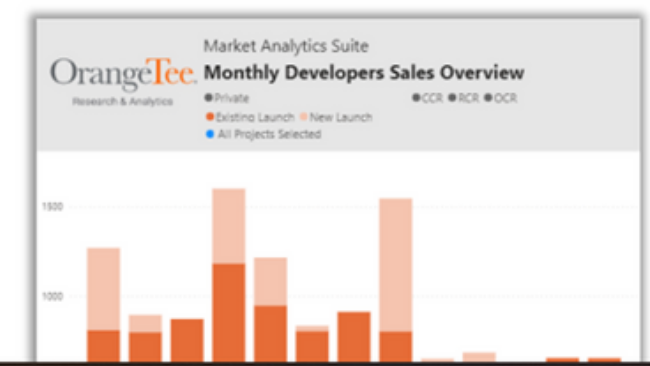 Market Analytics Suite
OrangeTee
Monthly Developers Sales Overview
Research & Analytics
Private
CCR RCR OCR
Existing Launch New Launch
All Projects Selected
1500
1000